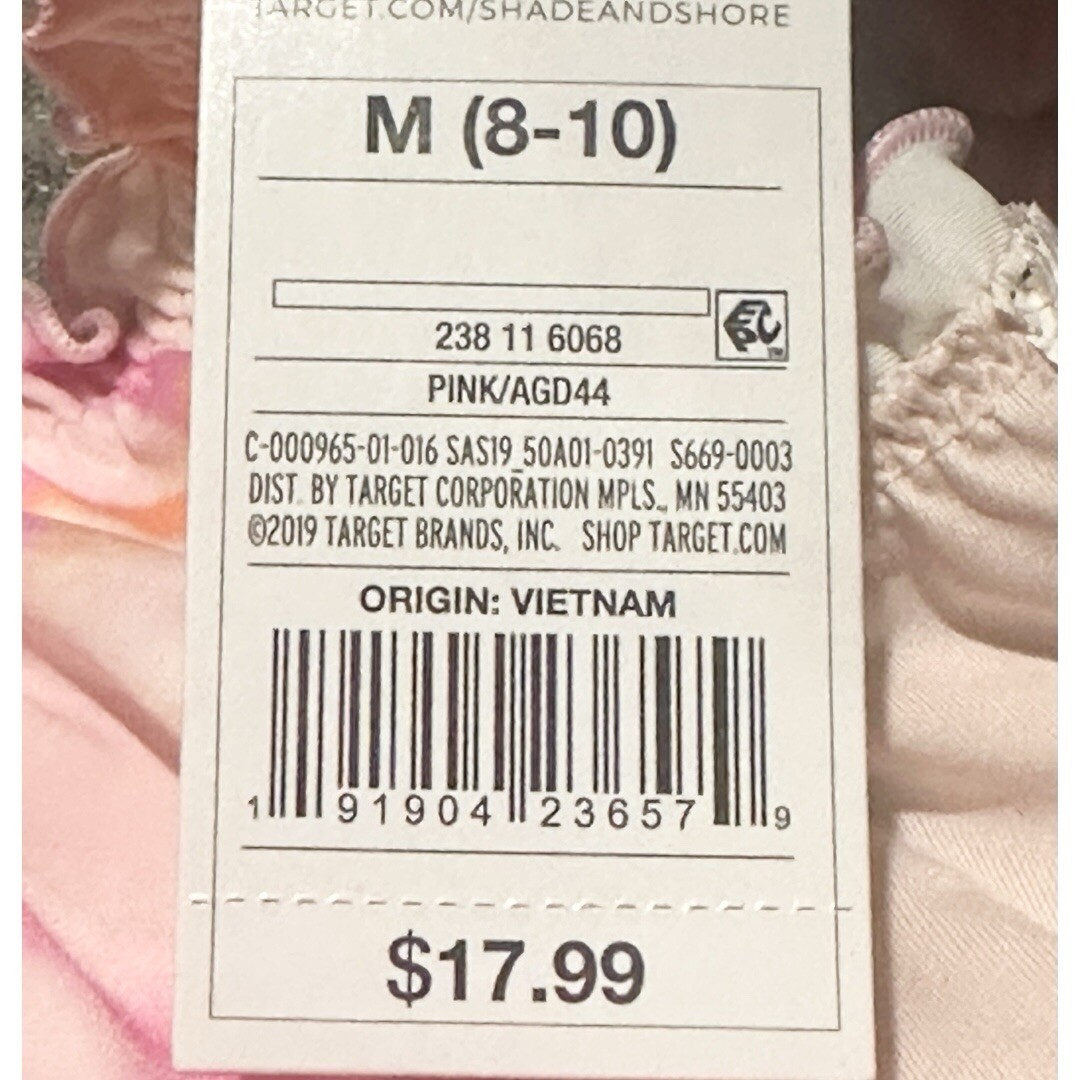 TARGET.COM/SHADEANDSHORE
M (8-10)
238 11 6068
EPC™
PINK/AGD44
C-000965-01-016 SAS19_50A01-0391 S669-0003
DIST. BY TARGET CORPORATION MPLS., MN 55403
©2019 TARGET BRANDS, INC. SHOP TARGET.COM
ORIGIN: VIETNAM
1 91904 23657 9
$17.99